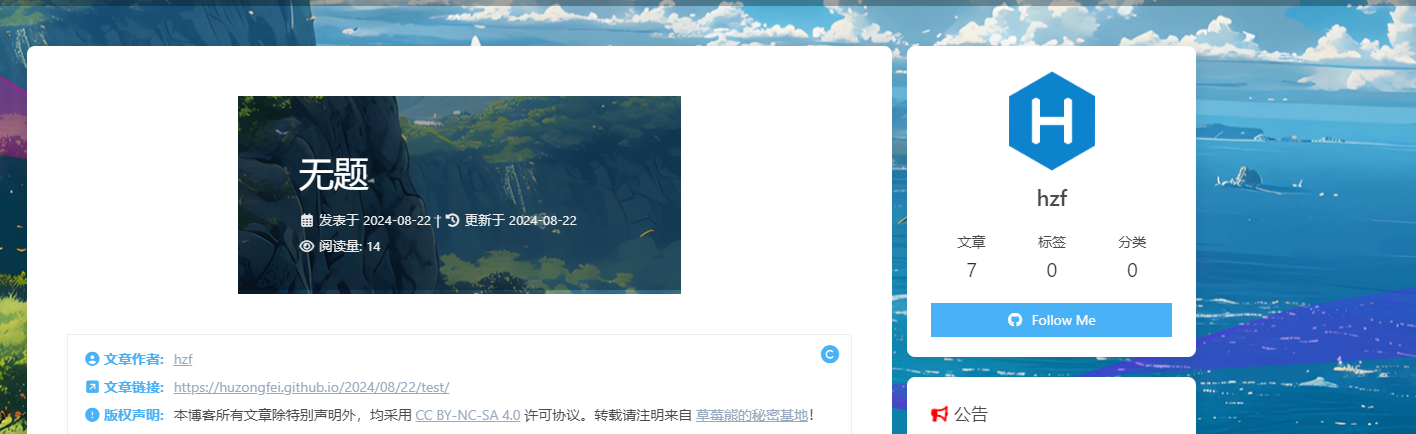 无题
发表于 2024-08-22 | 更新于 2024-08-22
阅读量: 14
文章作者: hzf
文章链接: https://huzongfei.github.io/2024/08/22/test/
版权声明: 本博客所有文章除特别声明外，均采用 CC BY-NC-SA 4.0 许可协议。转载请注明来自 草莓熊的秘密基地！
H
hzf
文章 标签 分类
7 0 0
Follow Me
公告